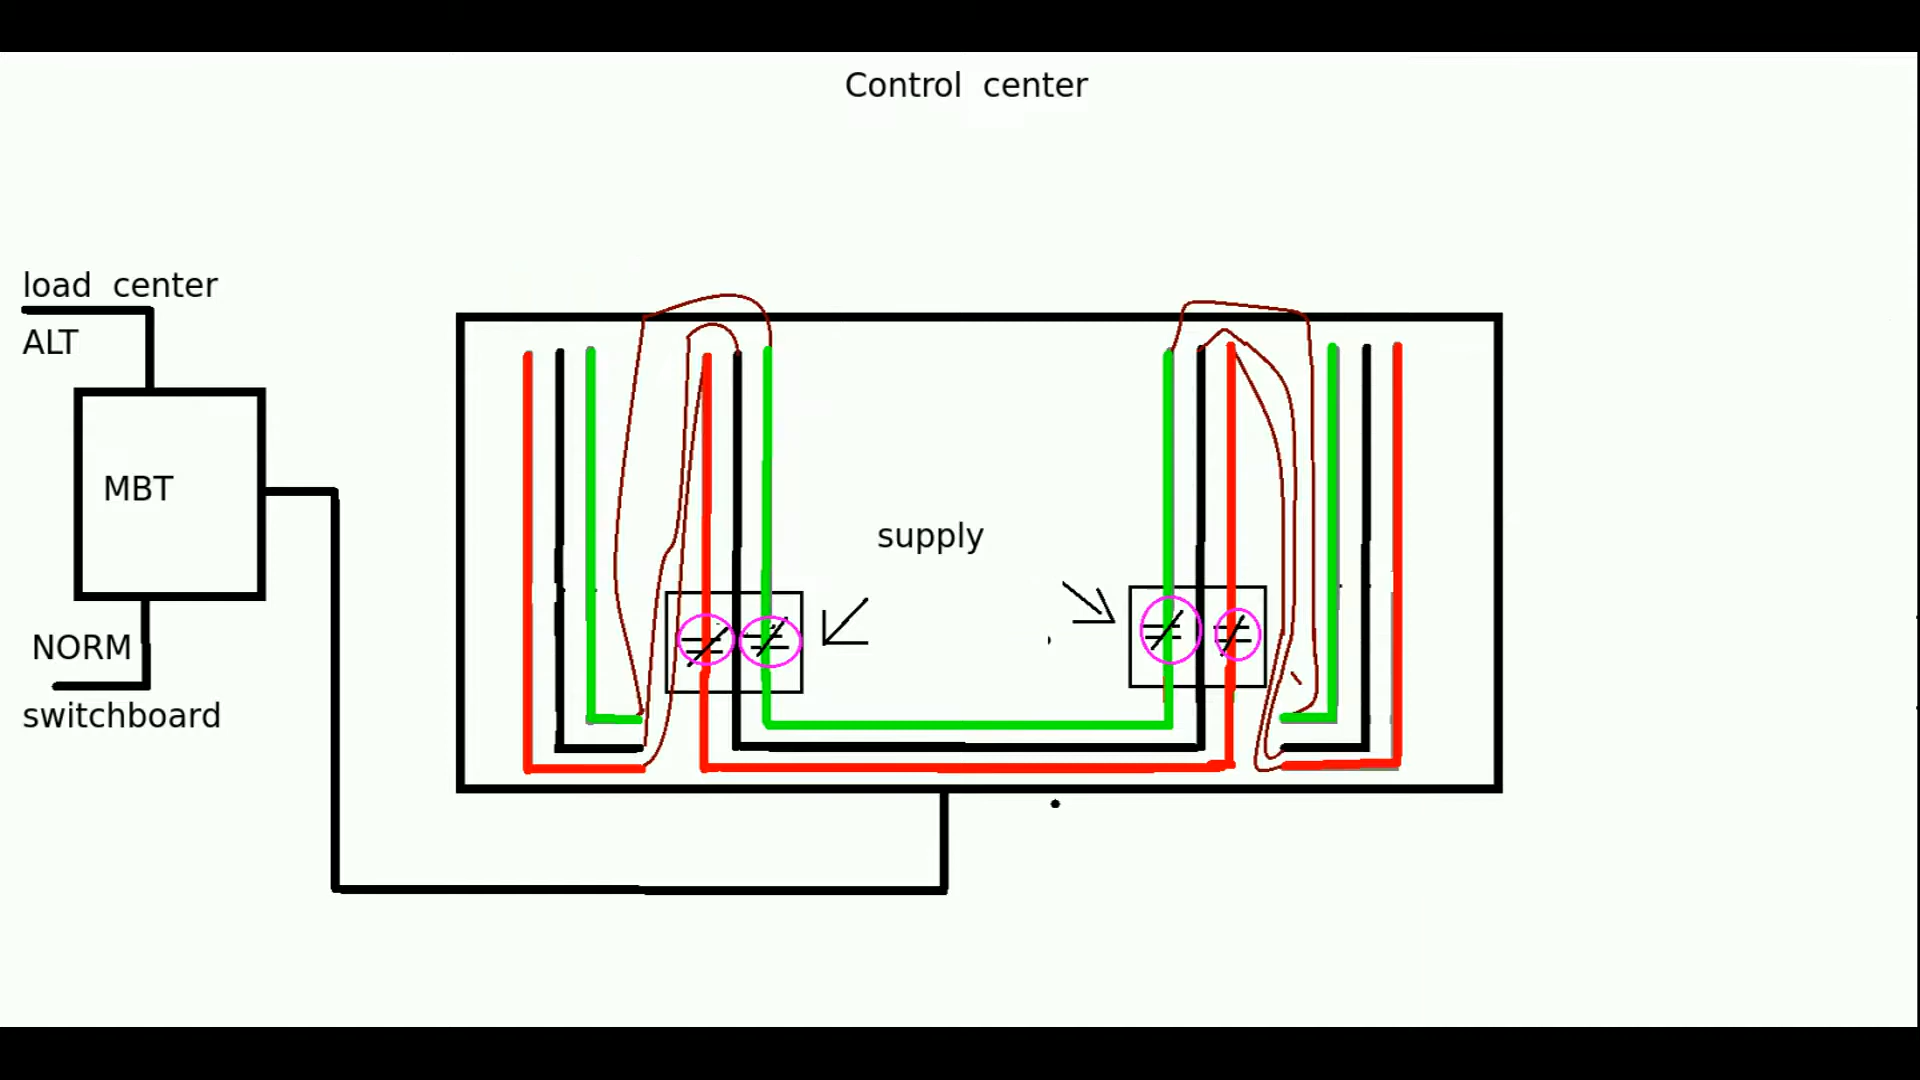 Control center
load center
ALT
MBT
supply
NORM
switchboard